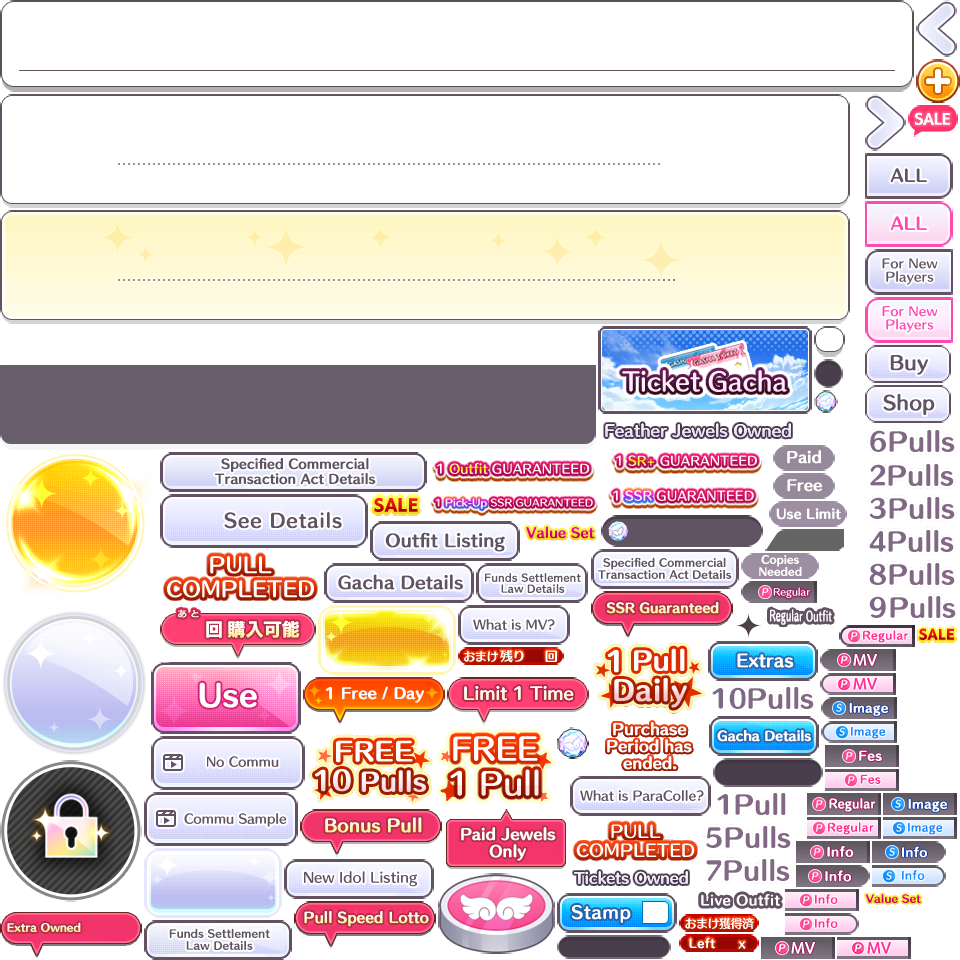 SALE
ALL
ALL
For New
Players
For New
Players
Ticket Gacha
Buy
Shop
Feather Jewels Owned
6Pulls
2Pulls
3Pulls
4Pulls
8Pulls
9Pulls
Specified Commercial
Transaction Act Details
1 Outfit GUARANTEED
1 SR+ GUARANTEED
Paid
Free
See Details
SALE
1 Pick-Up SSR GUARANTEED
1 SSR GUARANTEED
Use Limit
Outfit Listing
Value Set
PULL
COMPLETED
Gacha Details
Funds Settlement
Law Details
Specified Commercial
Transaction Act Details
Copies
Needed
P Regular
あと
回 購入可能
What is MV?
SSR Guaranteed
Regular Outfit
P Regular
SALE
おまけ残り 回
1 Pull
Daily
Extras
P MV
P MV
Use
1 Free / Day
Limit 1 Time
10Pulls
S Image
S Image
Purchase
Period has
ended.
Gacha Details
P Fes
P Fes
No Commu
FREE
10 Pulls
FREE
1 Pull
What is ParaColle?
1Pull
P Regular
S Image
Commu Sample
Bonus Pull
Paid Jewels
Only
PULL
COMPLETED
5Pulls
P Regular
S Image
P Info
S Info
New Idol Listing
Tickets Owned
7Pulls
P Info
S Info
Live Outfit
P Info
Value Set
Extra Owned
Pull Speed Lotto
Stamp
おまけ獲得済
P Info
Funds Settlement
Law Details
Left x
P MV
P MV